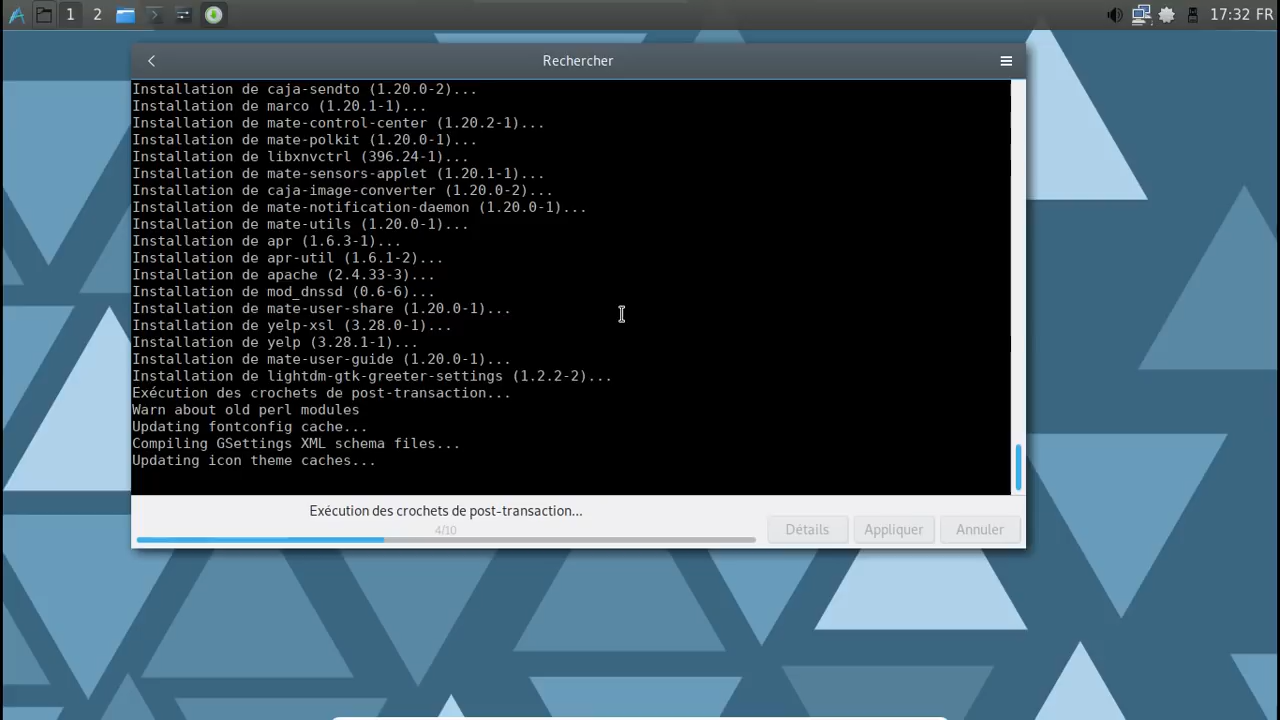 1 2 17:32 FR
Rechercher
Installation de caja-sendto (1.20.0-2)...
Installation de marco (1.20.1-1)...
Installation de mate-control-center (1.20.2-1)...
Installation de mate-polkit (1.20.0-1)...
Installation de libxnvctrl (396.24-1)...
Installation de mate-sensors-applet (1.20.1-1)...
Installation de caja-image-converter (1.20.0-2)...
Installation de mate-notification-daemon (1.20.0-1)...
Installation de mate-utils (1.20.0-1)...
Installation de apr (1.6.3-1)...
Installation de apr-util (1.6.1-2)...
Installation de apache (2.4.33-3)...
Installation de mod_dnssd (0.6-6)...
Installation de mate-user-share (1.20.0-1)...
Installation de yelp-xsl (3.28.0-1)...
Installation de yelp (3.28.1-1)...
Installation de mate-user-guide (1.20.0-1)...
Installation de lightdm-gtk-greeter-settings (1.2.2-2)...
Exécution des crochets de post-transaction...
Warn about old perl modules
Updating fontconfig cache...
Compiling GSettings XML schema files...
Updating icon theme caches...
Exécution des crochets de post-transaction...
4/10
Détails Appliquer Annuler